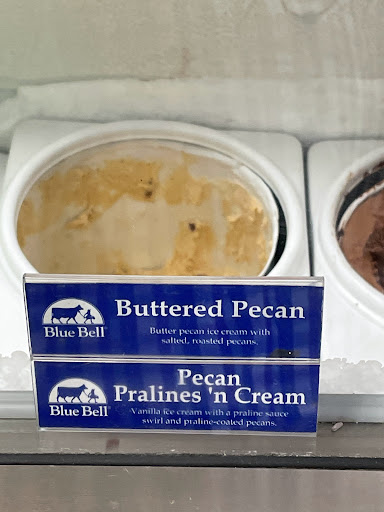 Blue Bell
Buttered Pecan
Butter pecan ice cream with
salted, roasted pecans.
Blue Bell
Pecan
Pralines 'n Cream
Vanilla ice cream with a praline sauce
swirl and praline-coated pecans.